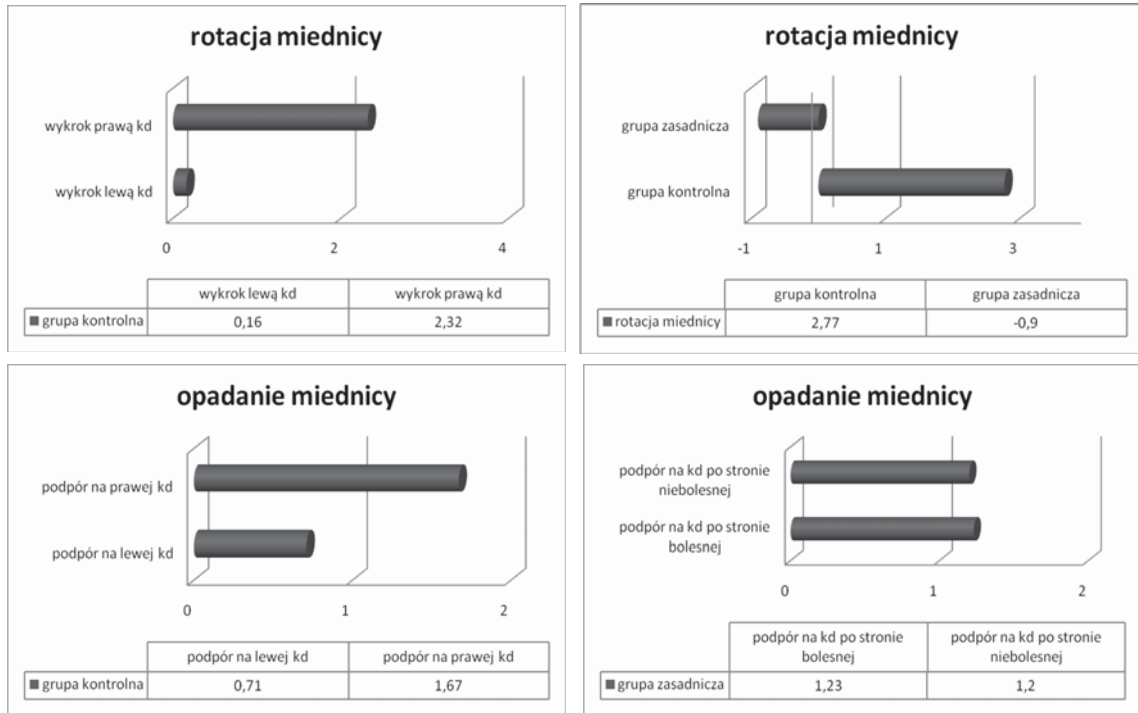 rotacja miednicy
wykrok prawą kd
wykrok lewą kd
0 2 4
wykrok lewą kd wykrok prawą kd
grupa kontrolna 0,16 2,32
rotacja miednicy
grupa zasadnicza
grupa kontrolna
-1 1 3
grupa kontrolna grupa zasadnicza
rotacja miednicy 2,77 -0,9
opadanie miednicy
podpór na prawej kd
podpór na lewej kd
0 1 2
podpór na lewej kd podpór na prawej kd
grupa kontrolna 0,71 1,67
opadanie miednicy
podpór na kd po stronie
niebolesnej
podpór na kd po stronie
bolesnej
0 1 2
podpór na kd po stronie podpór na kd po stronie
bolesnej niebolesnej
grupa zasadnicza 1,23 1,2